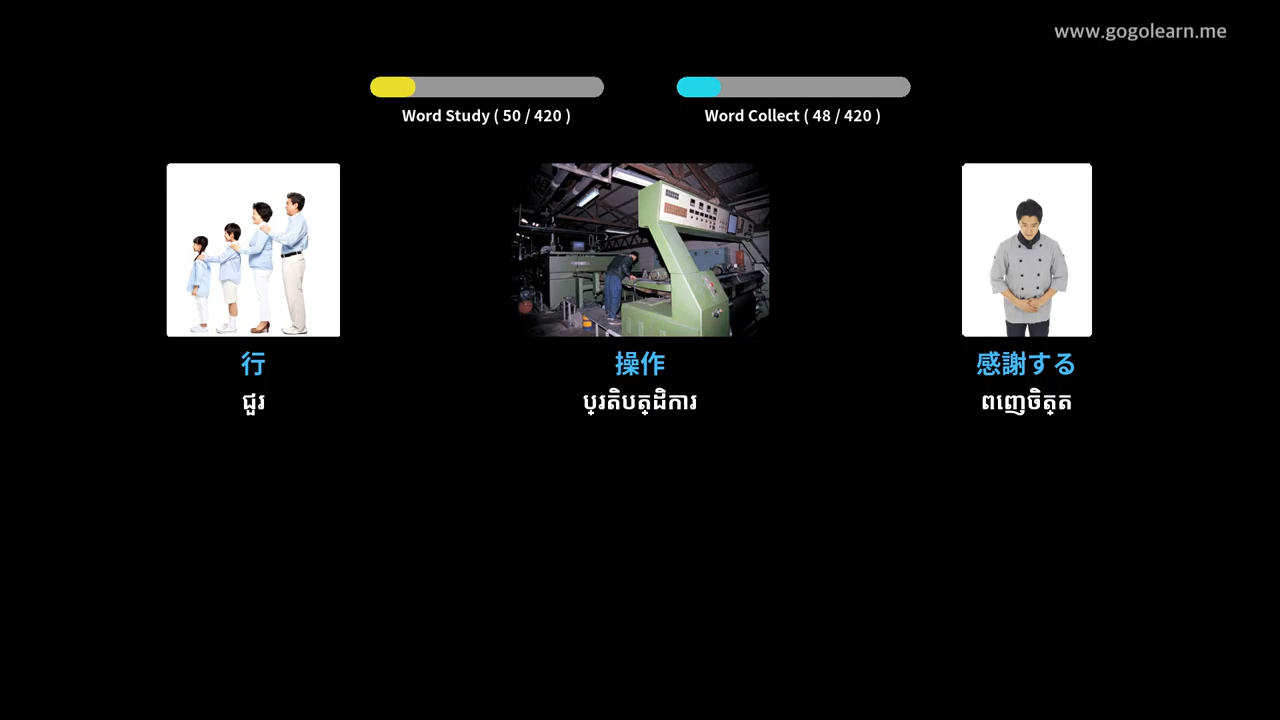 www.gogolearn.me
Word Study ( 50 / 420 )
Word Collect ( 48 / 420 )
行
操作
感謝する
ជួរ
ប្រតិបត្ដិការ
ពញេចិត្ត